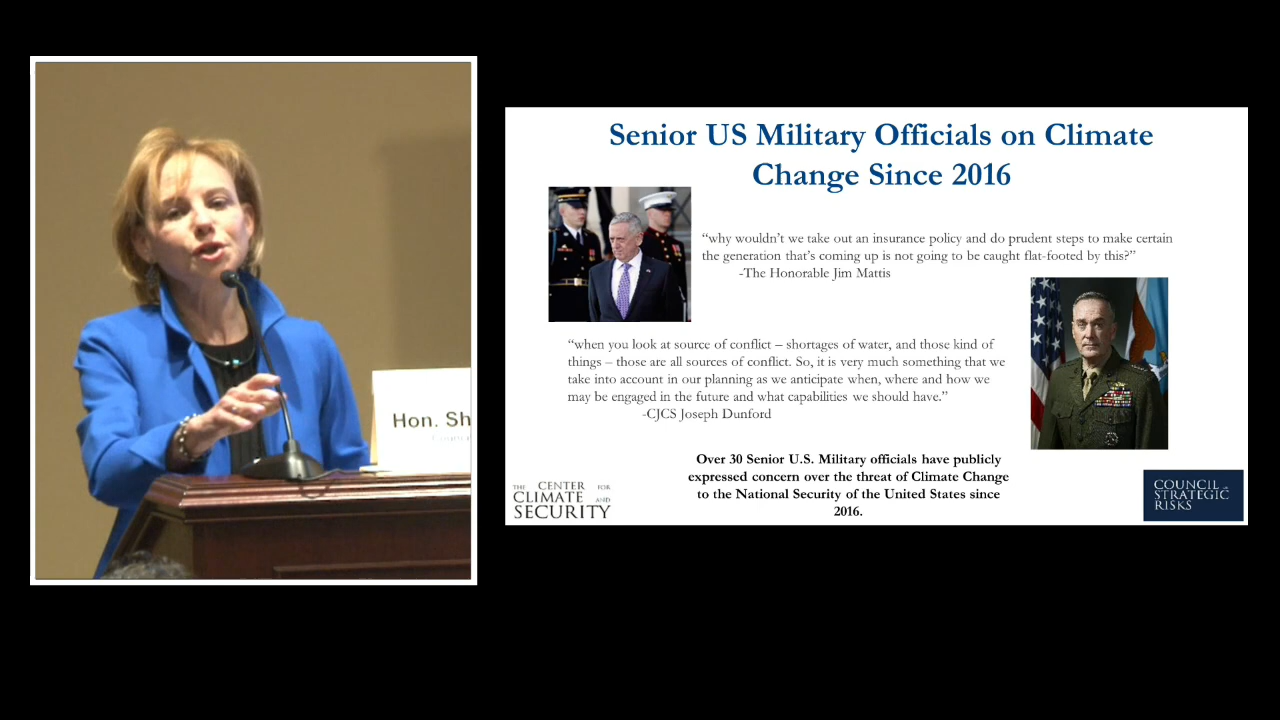 Hon. Sh
Senior US Military Officials on Climate
Change Since 2016
“why wouldn’t we take out an insurance policy and do prudent steps to make certain
the generation that’s coming up is not going to be caught flat-footed by this?”
-The Honorable Jim Mattis
“when you look at source of conflict – shortages of water, and those kind of
things – those are all sources of conflict. So, it is very much something that we
take into account in our planning as we anticipate when, where and how we
may be engaged in the future and what capabilities we should have.”
-CJCS Joseph Dunford
Over 30 Senior U.S. Military officials have publicly
expressed concern over the threat of Climate Change
to the National Security of the United States since
2016.
THE CENTER FOR
CLIMATE AND
SECURITY
COUNCIL on
STRATEGIC
RISKS